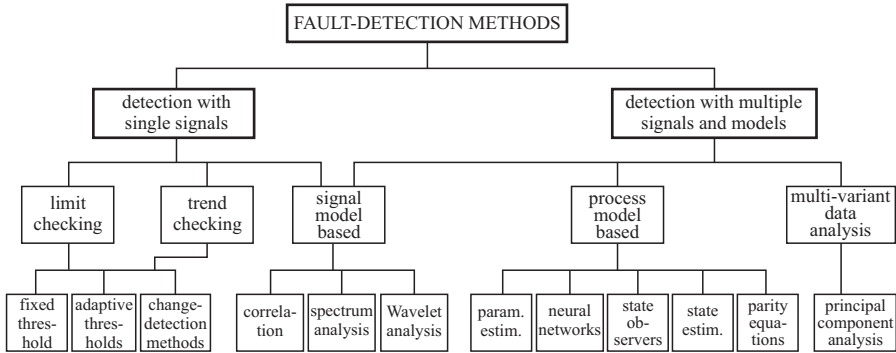 FAULT-DETECTION METHODS
detection with
single signals
detection with multiple
signals and models
limit
checking
trend
checking
signal
model
based
process
model
based
multi-variant
data
analysis
fixed
thres-
hold
adaptive
thres-
holds
change-
detection
methods
correla-
tion
spectrum
analysis
Wavelet
analysis
param.
estim.
neural
networks
state
ob-
servers
state
estim.
parity
equa-
tions
principal
component
analysis